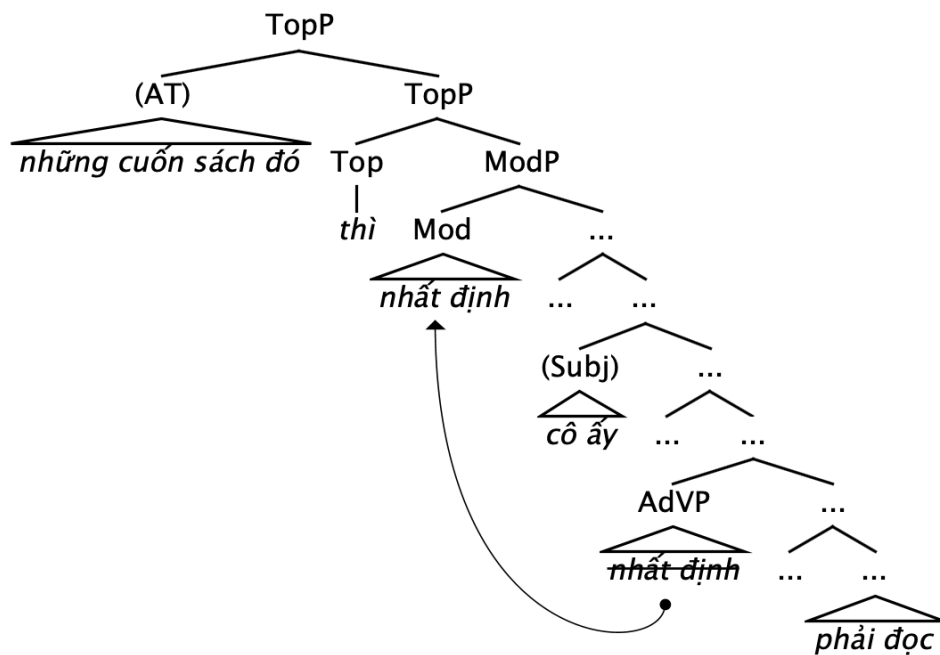 TopP
(AT) TopP
những cuốn sách đó Top ModP
thì Mod ...
nhất định ... ...
(Subj) ...
cô ấy ... ...
AdVP ...
nhất định ... ...
phải đọc